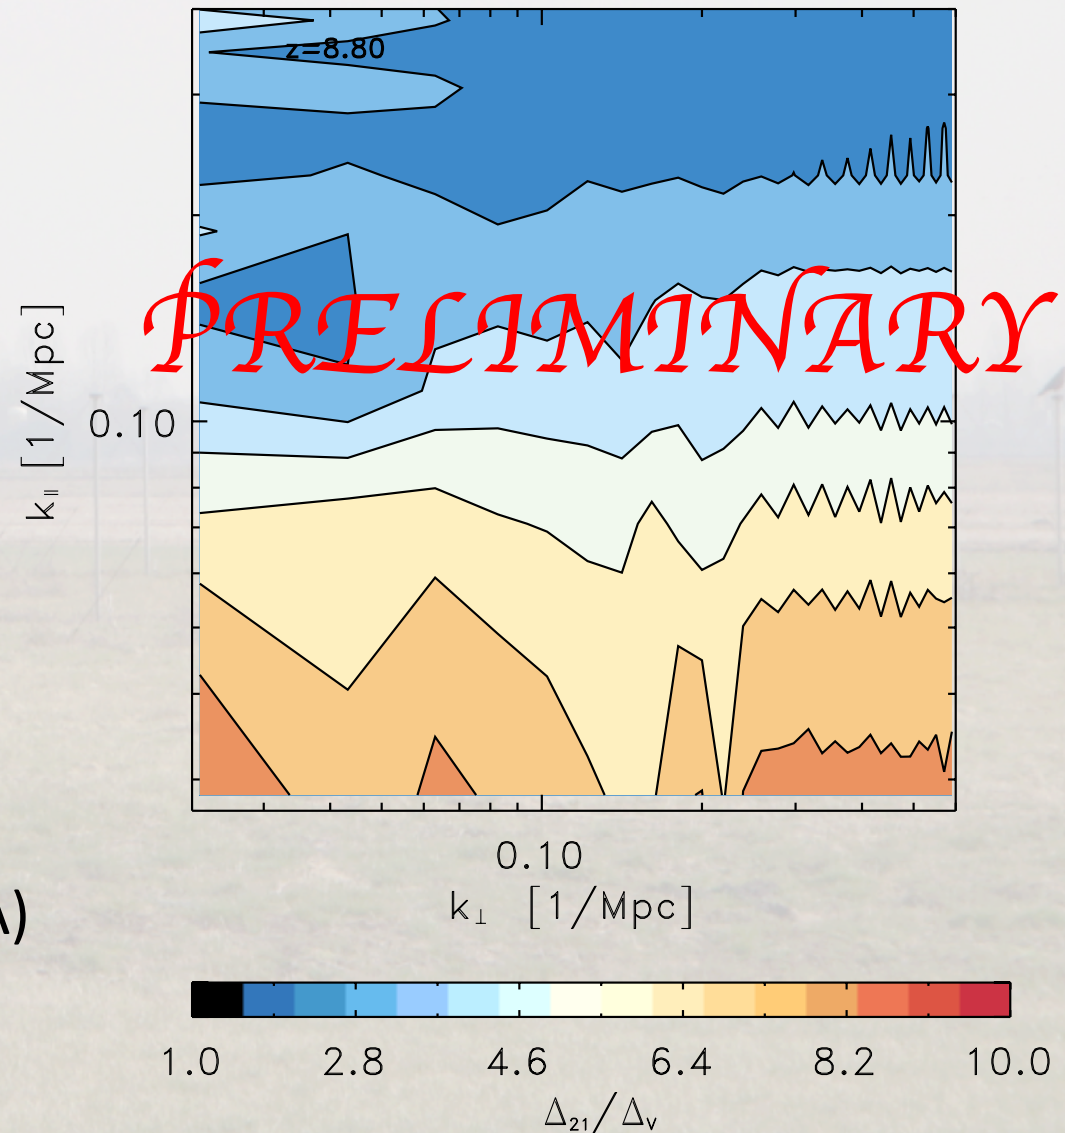 z=8.80
PRELIMINARY
k∥ [1/Mpc]
0.10
0.10
k⊥ [1/Mpc]
A)
1.0 2.8 4.6 6.4 8.2 10.0
Δ₂₁/Δᵥ